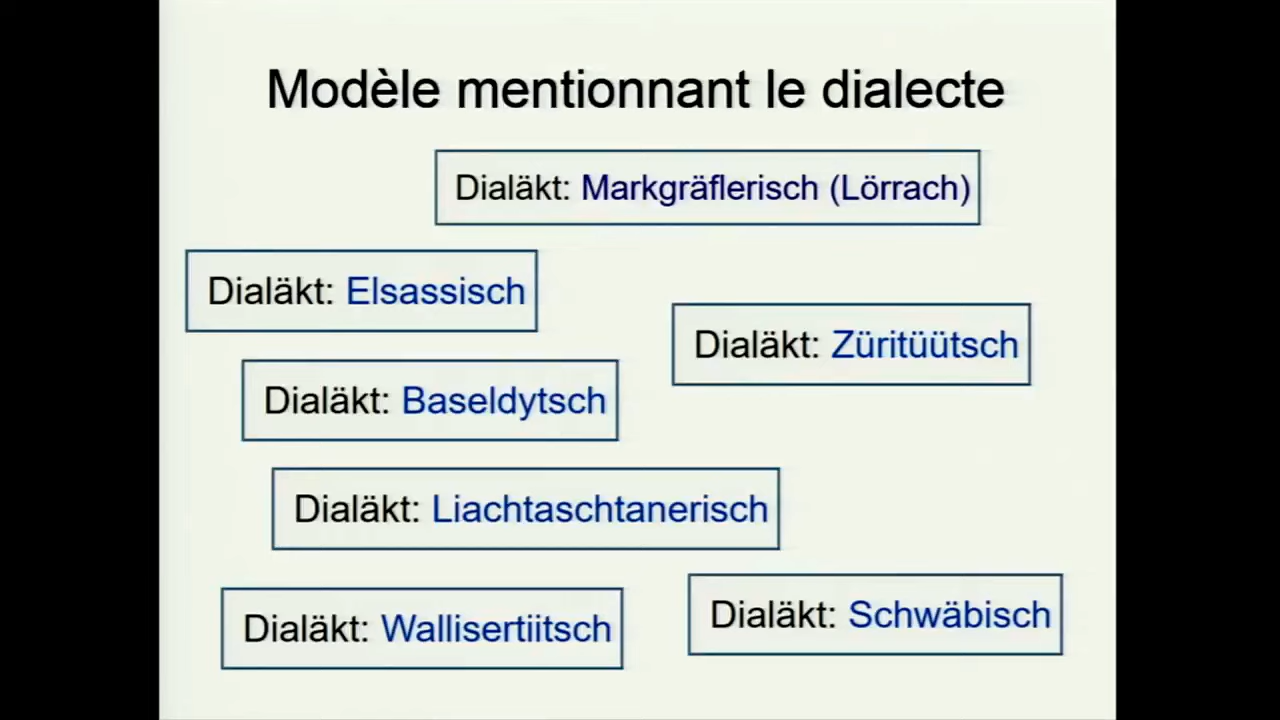 Modèle mentionnant le dialecte
Dialäkt: Markgräflerisch (Lörrach)
Dialäkt: Elsassisch
Dialäkt: Züritüütsch
Dialäkt: Baseldytsch
Dialäkt: Liachtaschtanerisch
Dialäkt: Wallisertiitsch
Dialäkt: Schwäbisch